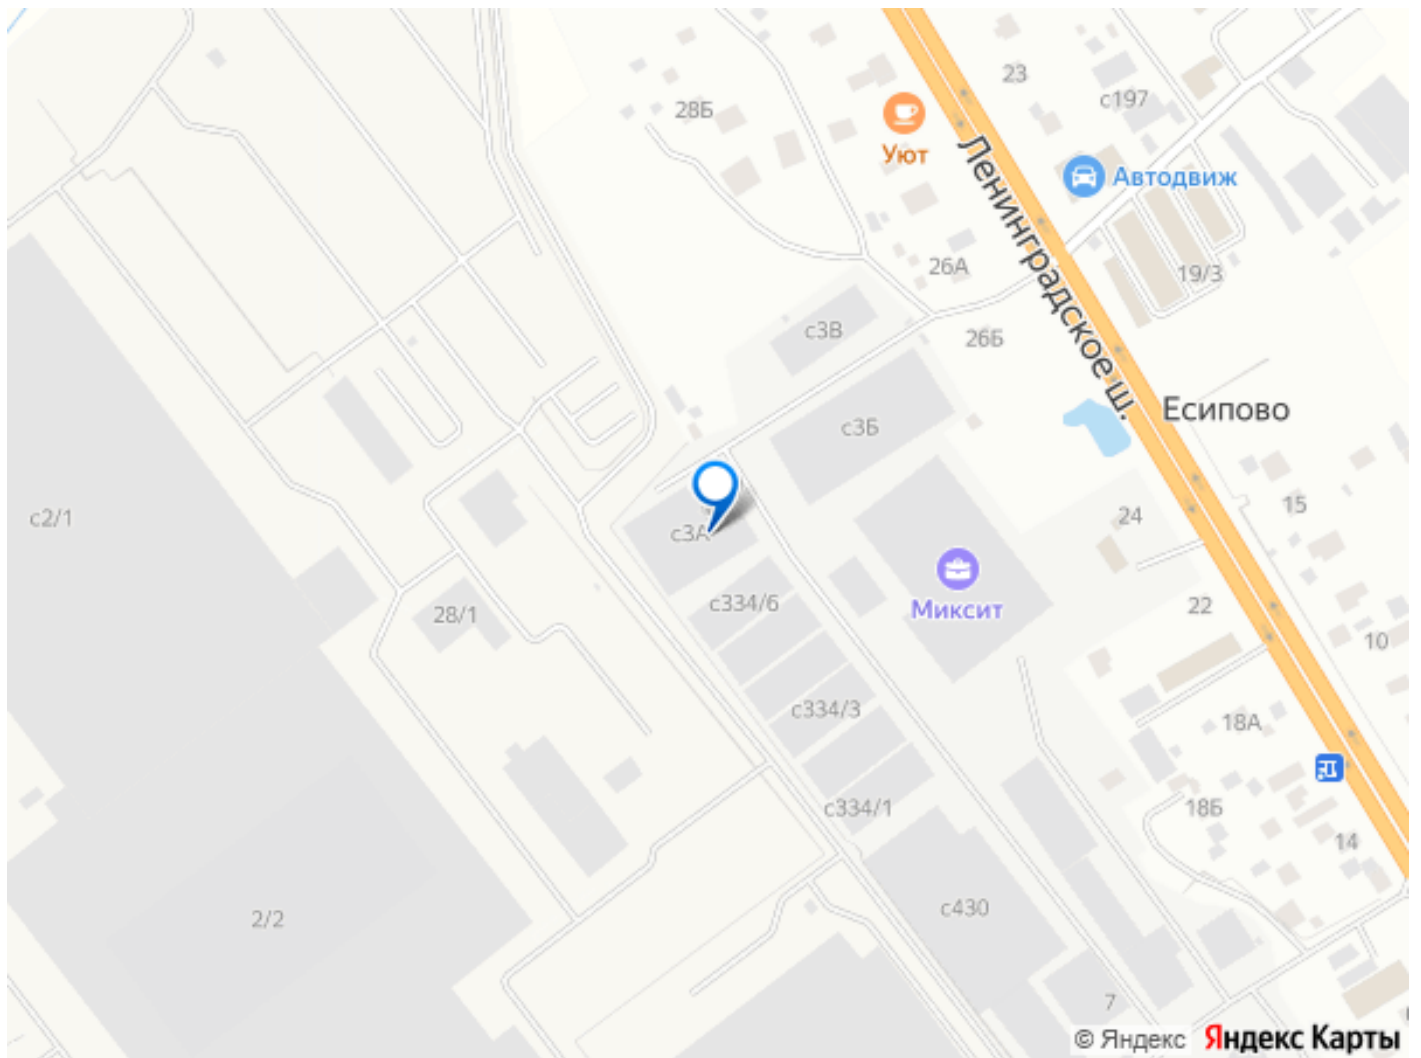 23
с197
28Б
Уют
Автодвиж
Ленинградское ш.
26А
19/3
с3В
26Б
Есипово
с3Б
15
с2/1
24
с3А
Миксит
с334/6
28/1
22
10
с334/3
18А
18Б
с334/1
14
с430
2/2
7
© Яндекс Яндекс Карты